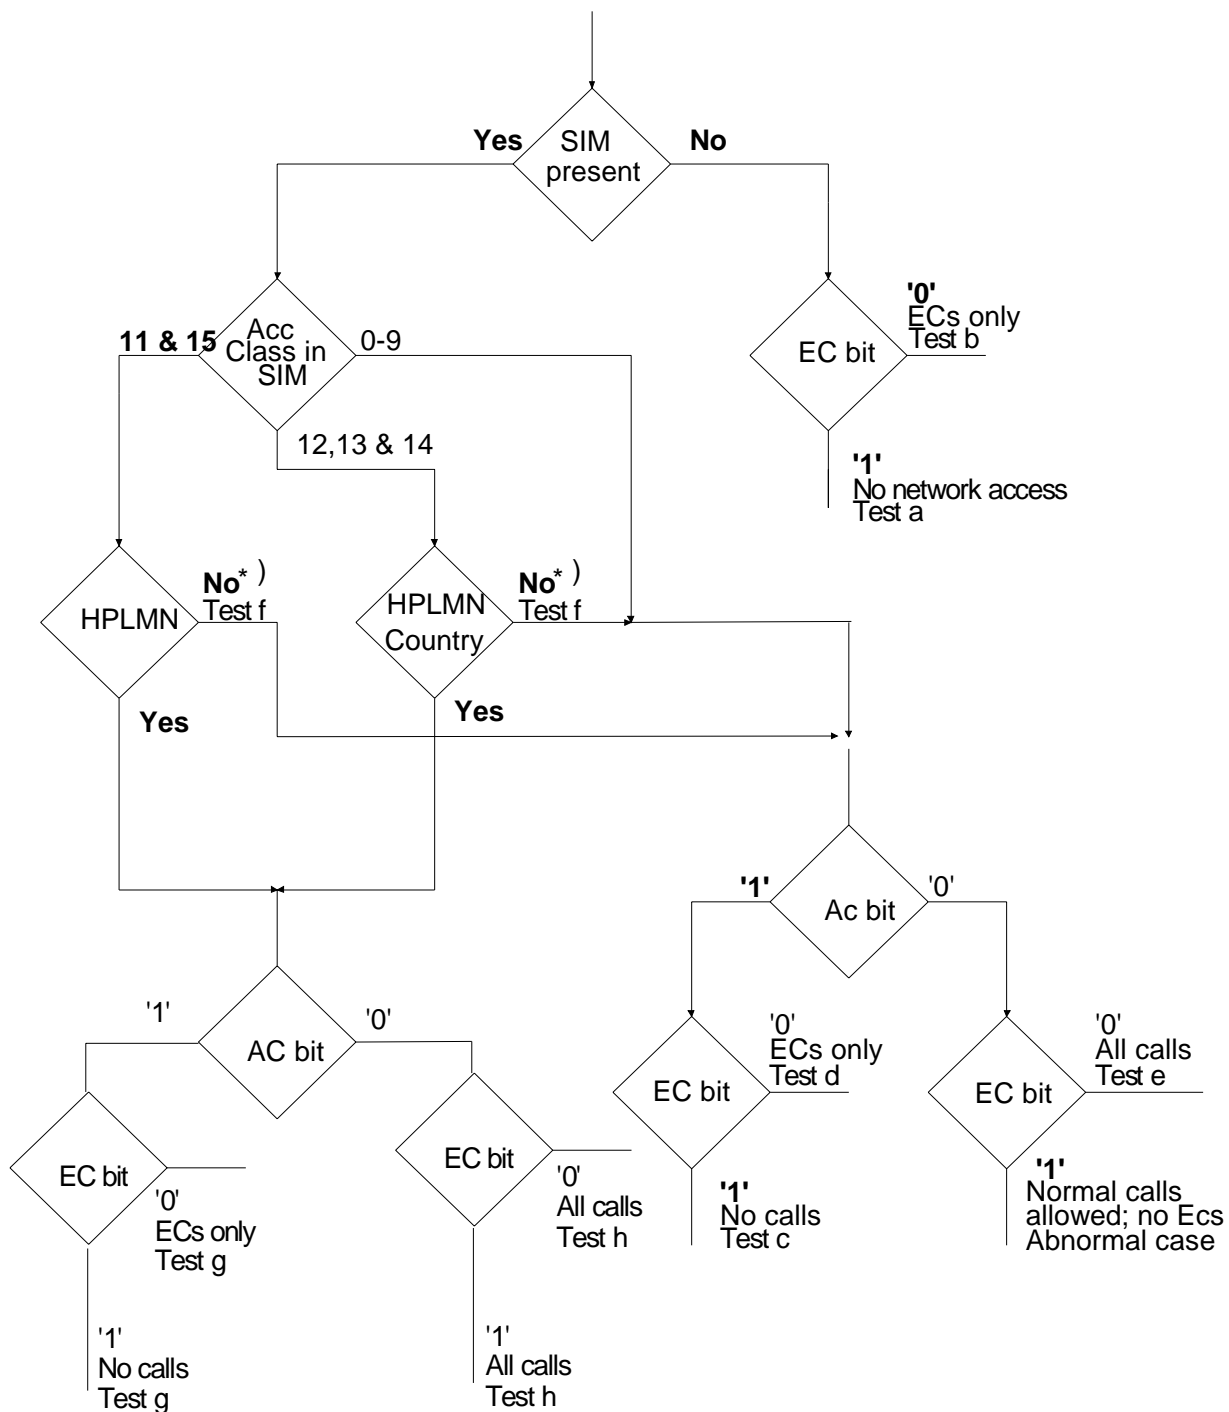 Yes
SIM
present
No
11 & 15
Acc
Class in
SIM
0-9
'0'
ECs only
Test b
EC bit
12,13 & 14
'1'
No network access
Test a
HPLMN
No* )
Test f
HPLMN
Country
No* )
Test f
Yes
Yes
'1'
Ac bit
'0'
'1'
AC bit
'0'
EC bit
'0'
ECs only
Test d
EC bit
'0'
All calls
Test e
EC bit
'0'
ECs only
Test g
EC bit
'0'
All calls
Test h
'1'
No calls
Test c
'1'
Normal calls
allowed; no Ecs
Abnormal case
'1'
No calls
Test g
'1'
All calls
Test h